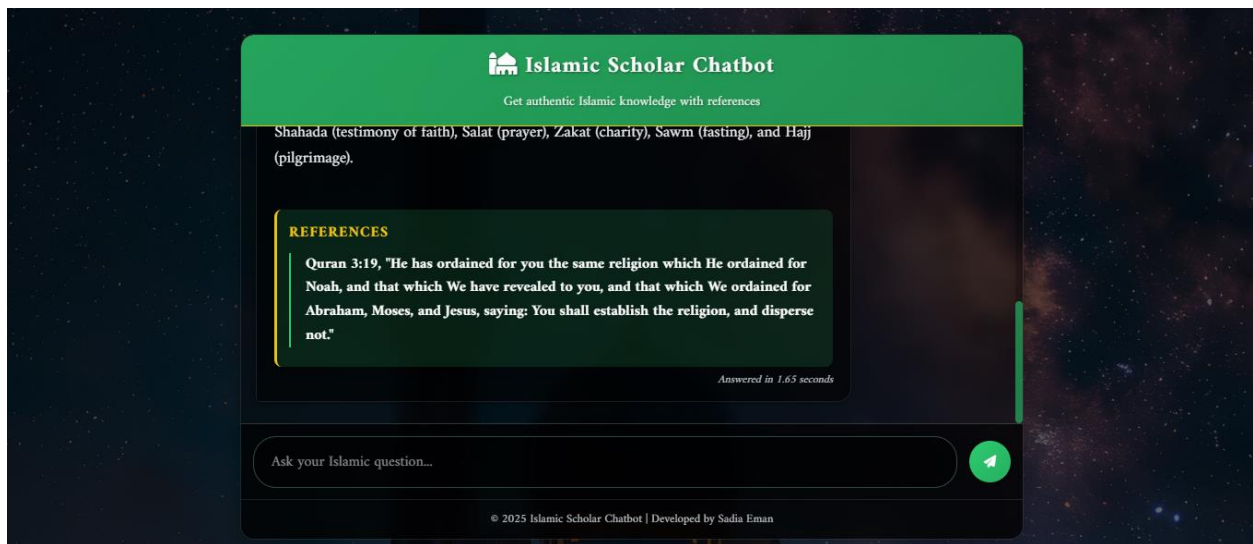 Islamic Scholar Chatbot
Get authentic Islamic knowledge with references
Shahada (testimony of faith), Salat (prayer), Zakat (charity), Sawm (fasting), and Hajj
(pilgrimage).
REFERENCES
Quran 3:19, "He has ordained for you the same religion which He ordained for
Noah, and that which We have revealed to you, and that which We ordained for
Abraham, Moses, and Jesus, saying: You shall establish the religion, and disperse
not."
Answered in 1.65 seconds
Ask your Islamic question...
© 2025 Islamic Scholar Chatbot | Developed by Sadia Eman